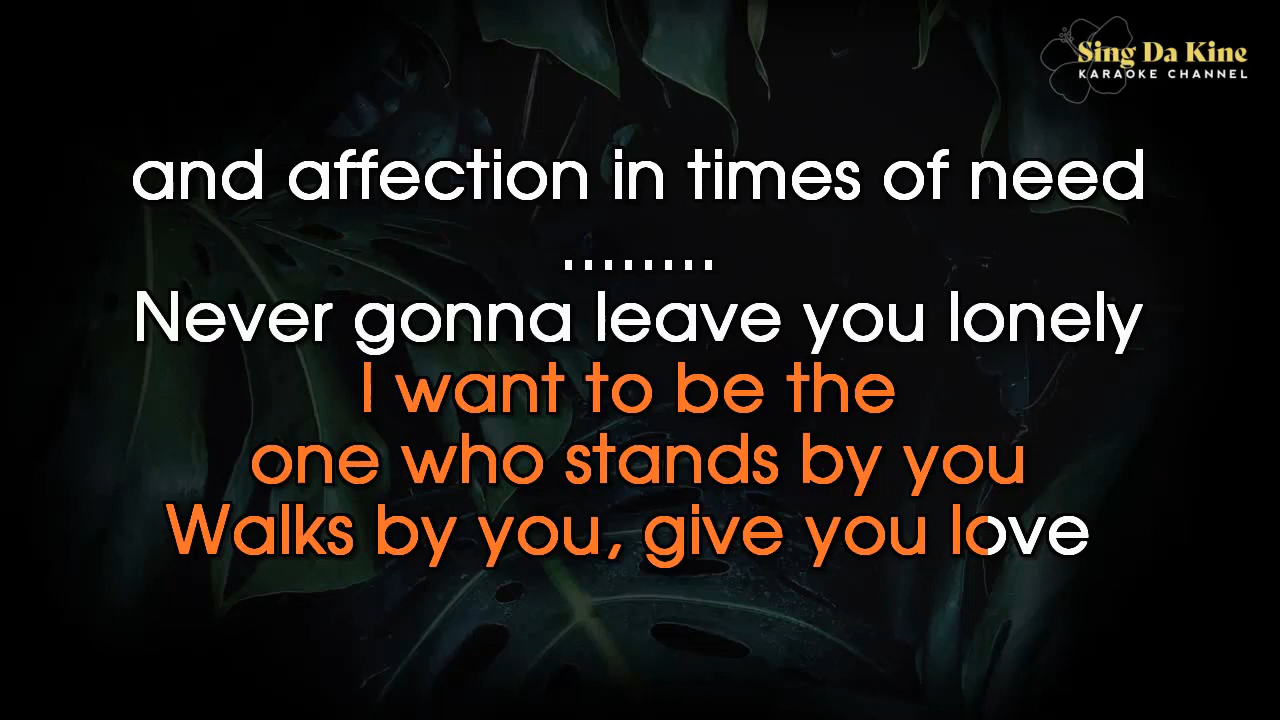 Sing Da Kine
KARAOKE CHANNEL
and affection in times of need
........
Never gonna leave you lonely
I want to be the
one who stands by you
Walks by you, give you love